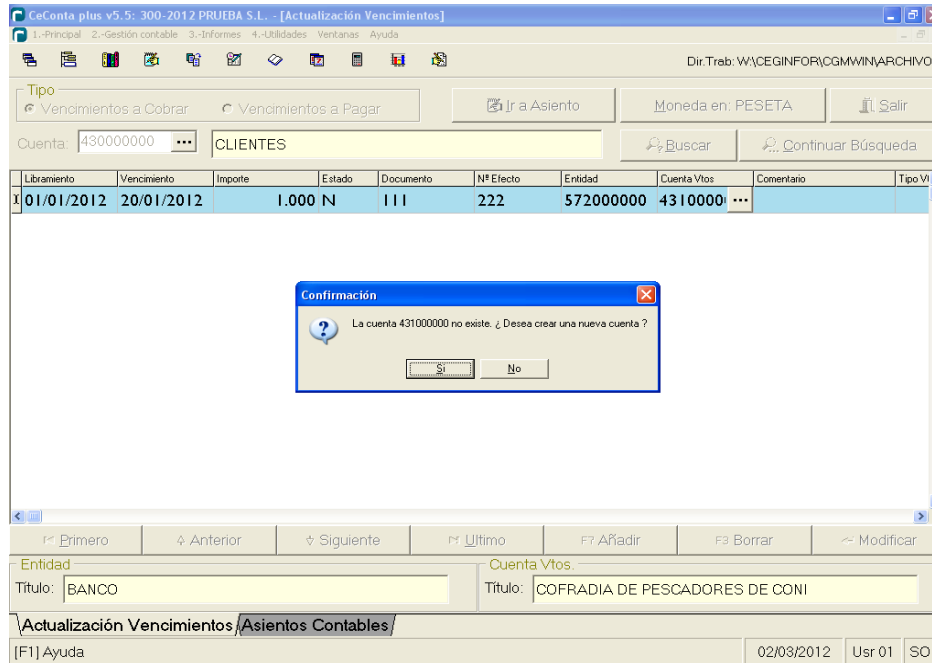 CeConta plus v5.5: 300-2012 PRUEBA S.L. - [Actualización Vencimientos]
1.-Principal 2.-Gestión contable 3.-Informes 4.-Utilidades Ventanas Ayuda
Dir.Trab: W:\CEGINFOR\CGMWIN\ARCHIVO
Tipo
Vencimientos a Cobrar Vencimientos a Pagar Ir a Asiento Moneda en: PESETA Salir
Cuenta: 430000000 ... CLIENTES Buscar Continuar Búsqueda
Libramiento Vencimiento Importe Estado Documento Nº Efecto Entidad Cuenta Vtos Comentario Tipo Vt
01/01/2012 20/01/2012 1.000 N 111 222 572000000 4310000 ...
Confirmación
La cuenta 431000000 no existe. ¿ Desea crear una nueva cuenta ?
Si No
Primero Anterior Siguiente Ultimo F7 Añadir F3 Borrar Modificar
Entidad Cuenta Vtos.
Título: BANCO Título: COFRADIA DE PESCADORES DE CONI
Actualización Vencimientos Asientos Contables
[F1] Ayuda 02/03/2012 Usr 01 SO